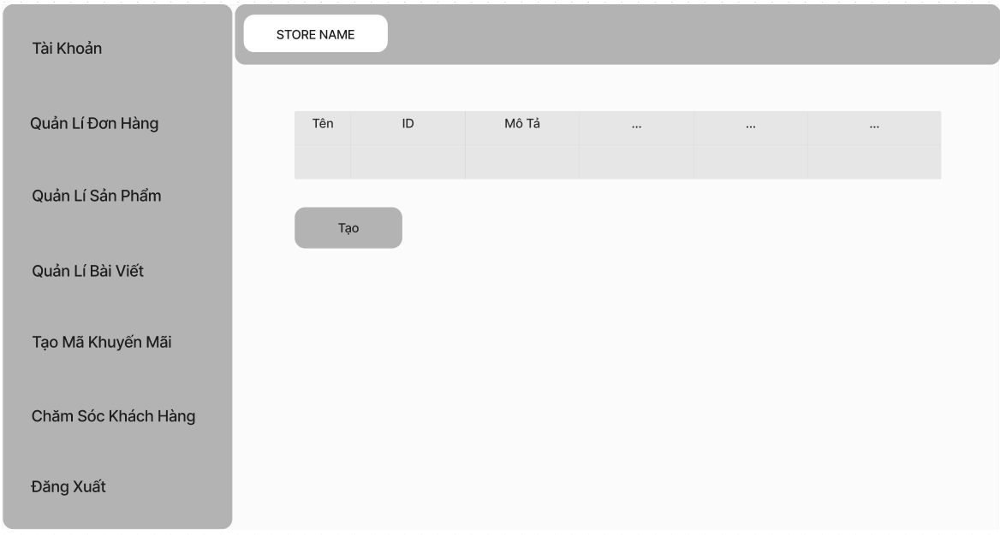 Tài Khoản
Quản Lí Đơn Hàng
Quản Lí Sản Phẩm
Quản Lí Bài Viết
Tạo Mã Khuyến Mãi
Chăm Sóc Khách Hàng
Đăng Xuất
STORE NAME
Tên ID Mô Tả ... ... ...
Tạo